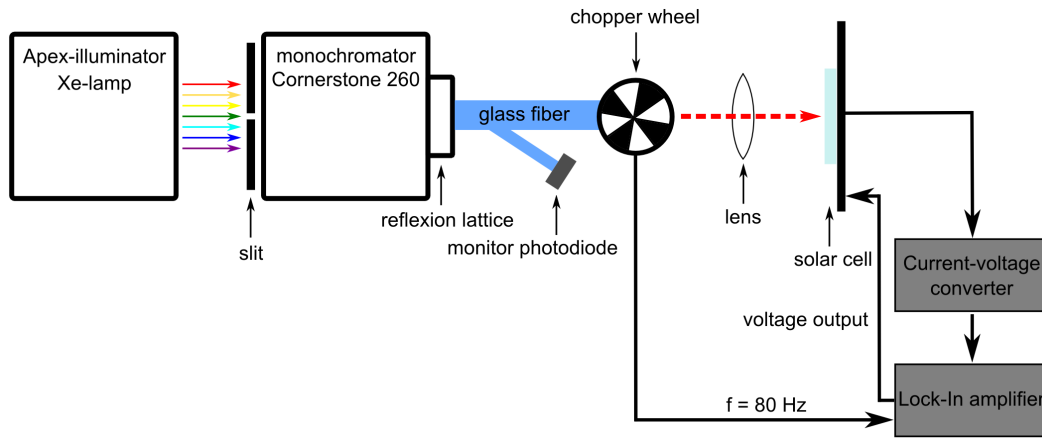 chopper wheel
Apex-illuminator
Xe-lamp
monochromator
Cornerstone 260
glass fiber
reflexion lattice
monitor photodiode
slit
lens
solar cell
Current-voltage
converter
voltage output
Lock-In amplifier
f = 80 Hz